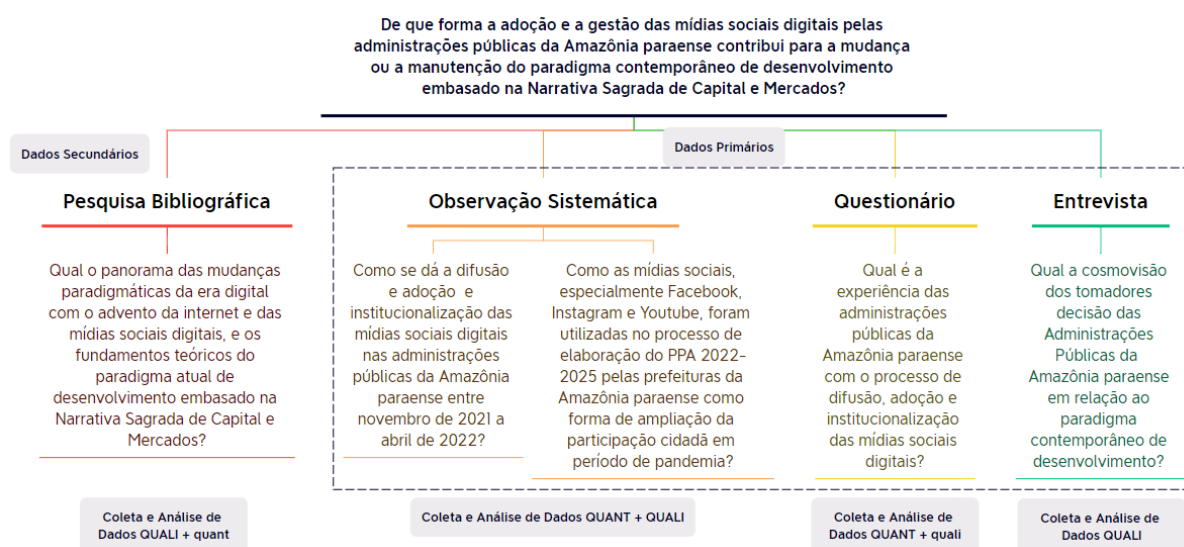 De que forma a adoção e a gestão das mídias sociais digitais pelas
administrações públicas da Amazônia paraense contribui para a mudança
ou a manutenção do paradigma contemporâneo de desenvolvimento
embasado na Narrativa Sagrada de Capital e Mercados?
Dados Secundários
Dados Primários
Pesquisa Bibliográfica
Qual o panorama das mudanças
paradigmáticas da era digital
com o advento da internet e das
mídias sociais digitais, e os
fundamentos teóricos do
paradigma atual de
desenvolvimento embasado na
Narrativa Sagrada de Capital e
Mercados?
Coleta e Análise de
Dados QUALI + quant
Observação Sistemática
Como se dá a difusão
e adoção e
institucionalização das
mídias sociais digitais
nas administrações
públicas da Amazônia
paraense entre
novembro de 2021 a
abril de 2022?
Como as mídias sociais,
especialmente Facebook,
Instagram e Youtube, foram
utilizadas no processo de
elaboração do PPA 2022-
2025 pelas prefeituras da
Amazônia paraense como
forma de ampliação da
participação cidadã em
período de pandemia?
Coleta e Análise de Dados QUANT + QUALI
Questionário
Qual é a
experiência das
administrações
públicas da
Amazônia paraense
com o processo de
difusão, adoção e
institucionalização
das mídias sociais
digitais?
Coleta e Análise de
Dados QUANT + quali
Entrevista
Qual a cosmovisão
dos tomadores
decisão das
Administrações
Públicas da
Amazônia paraense
em relação ao
paradigma
contemporâneo de
desenvolvimento?
Coleta e Análise de
Dados QUALI